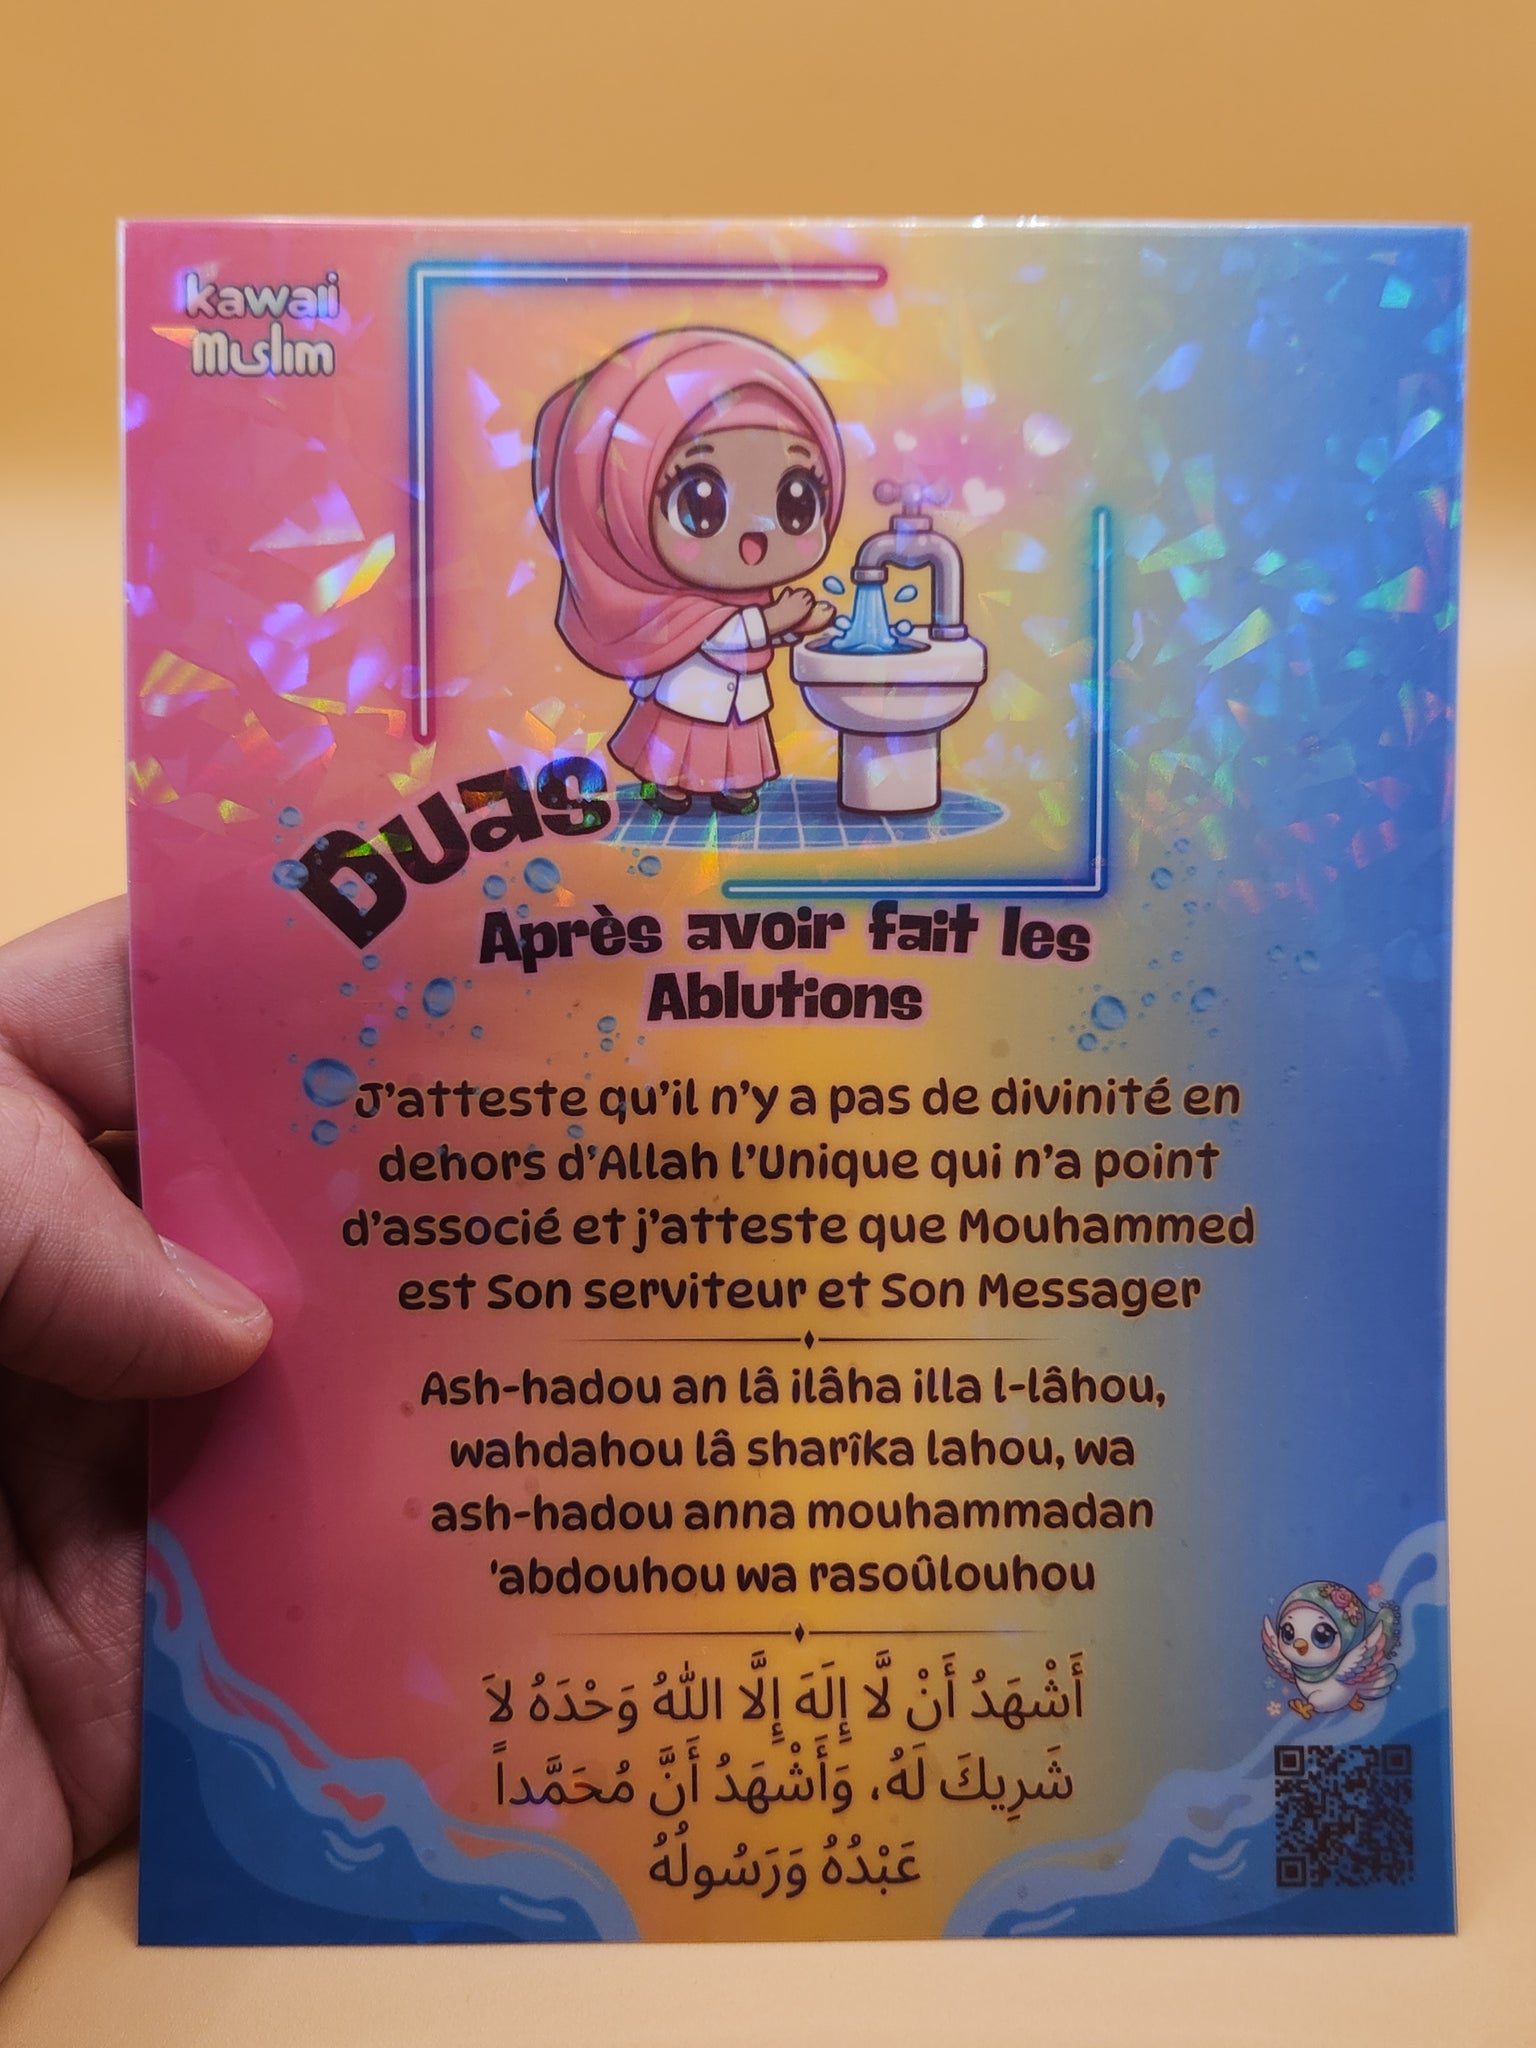 kawaii
Muslim
Duas
Après avoir fait les
Ablutions
J'atteste qu'il n'y a pas de divinité en
dehors d'Allah l'Unique qui n'a point
d'associé et j'atteste que Mouhammed
est Son serviteur et Son Messager
Ash-hadou an lâ ilâha illa l-lâhou,
wahdahou lâ sharîka lahou, wa
ash-hadou anna mouhammadan
'abdouhou wa rasoûlouhou
أَشْهَدُ أَنْ لَّا إِلَهَ إِلَّا اللّٰهُ وَحْدَهُ لاَ
شَرِيكَ لَهُ، وَأَشْهَدُ أَنَّ مُحَمَّداً
عَبْدُهُ وَرَسُولُهُ